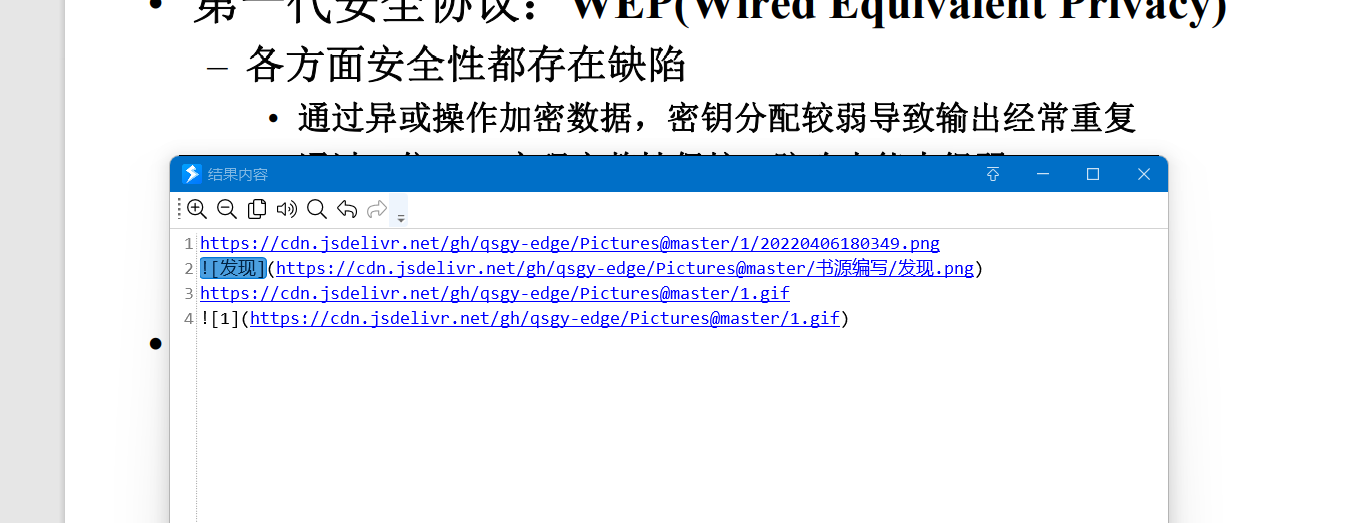 • 第一代安全协议：WEP(Wired Equivalent Privacy)
– 各方面安全性都存在缺陷
• 通过异或操作加密数据，密钥分配较弱导致输出经常重复
结果内容
1 https://cdn.jsdelivr.net/gh/qsgy-edge/Pictures@master/1/20220406180349.png
2 ![发现](https://cdn.jsdelivr.net/gh/qsgy-edge/Pictures@master/书源编写/发现.png)
3 https://cdn.jsdelivr.net/gh/qsgy-edge/Pictures@master/1.gif
4 ![1](https://cdn.jsdelivr.net/gh/qsgy-edge/Pictures@master/1.gif)
•